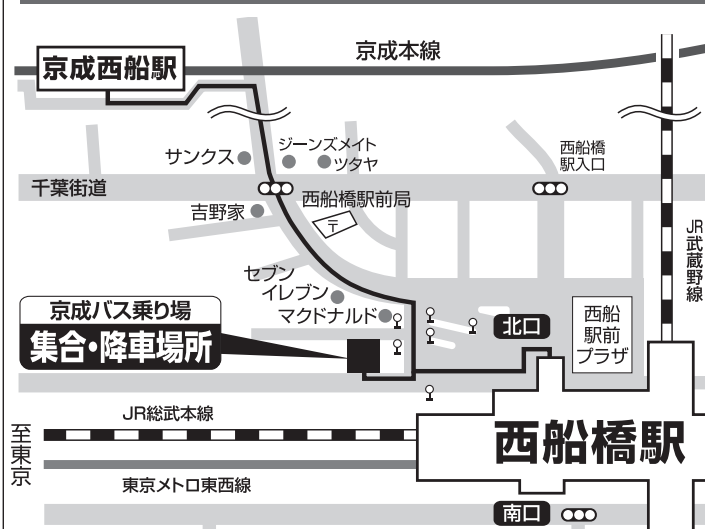 京成本線
京成西船駅
サンクス
ジーンズメイト
ツタヤ
西船橋
駅入口
千葉街道
西船橋駅前局
〒
吉野家
JR武蔵野線
セブン
イレブン
マクドナルド
京成バス乗り場
集合・降車場所
北口
西船
駅前
プラザ
JR総武本線
西船橋駅
至東京
東京メトロ東西線
南口